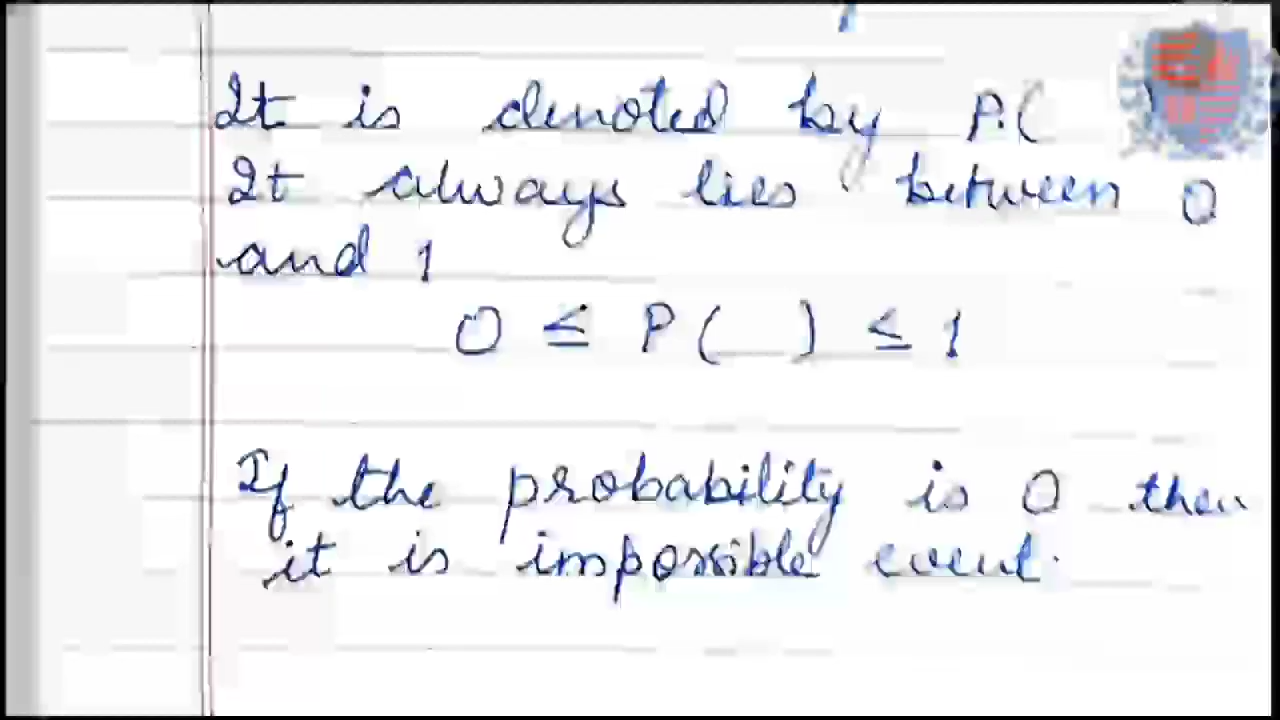 It is denoted by P( )
It always lies between 0
and 1
0 ≤ P( ) ≤ 1
If the probability is 0 then
it is impossible event.